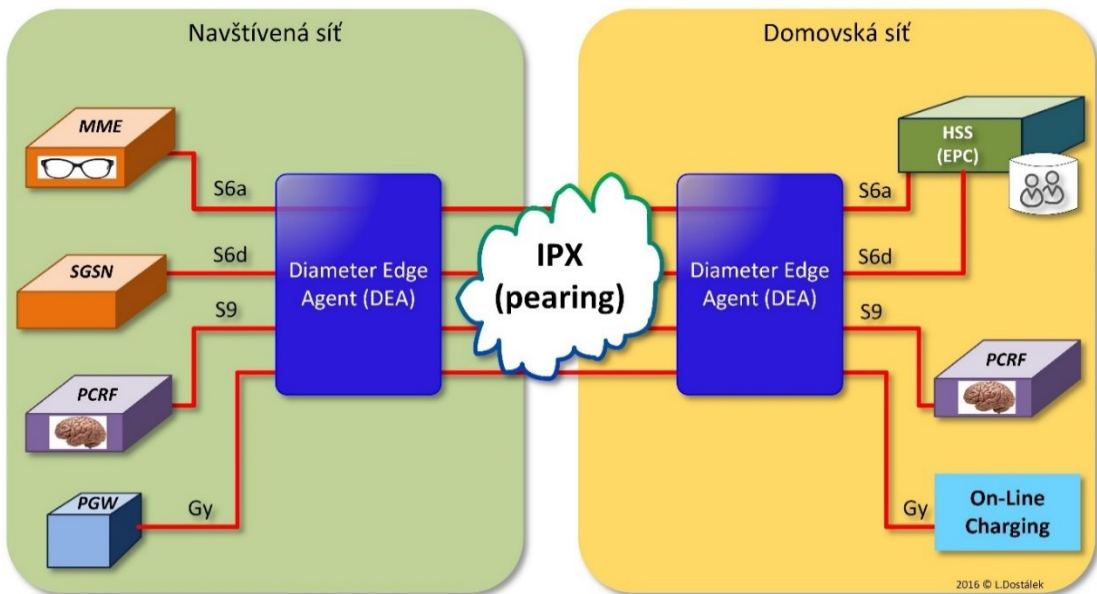 Navštívená síť
Domovská síť
MME
HSS
(EPC)
S6a
S6a
SGSN
S6d
Diameter Edge
Agent (DEA)
IPX
(pearing)
Diameter Edge
Agent (DEA)
S6d
S9
S9
PCRF
PCRF
PGW
Gy
Gy
On-Line
Charging
2016 © L.Dostálek